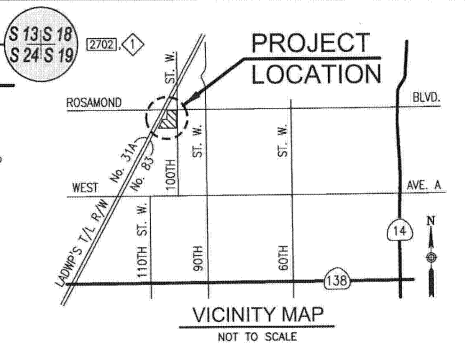 S 13 S 18
S 24 S 19
2702. 1
PROJECT
LOCATION
ROSAMOND
BLVD.
ST. W.
ST. W.
ST. W.
No. 31A
No. 83
100TH
WEST
AVE. A
LADWP'S T/L R/W
110TH ST. W.
90TH
60TH
N
14
138
VICINITY MAP
NOT TO SCALE